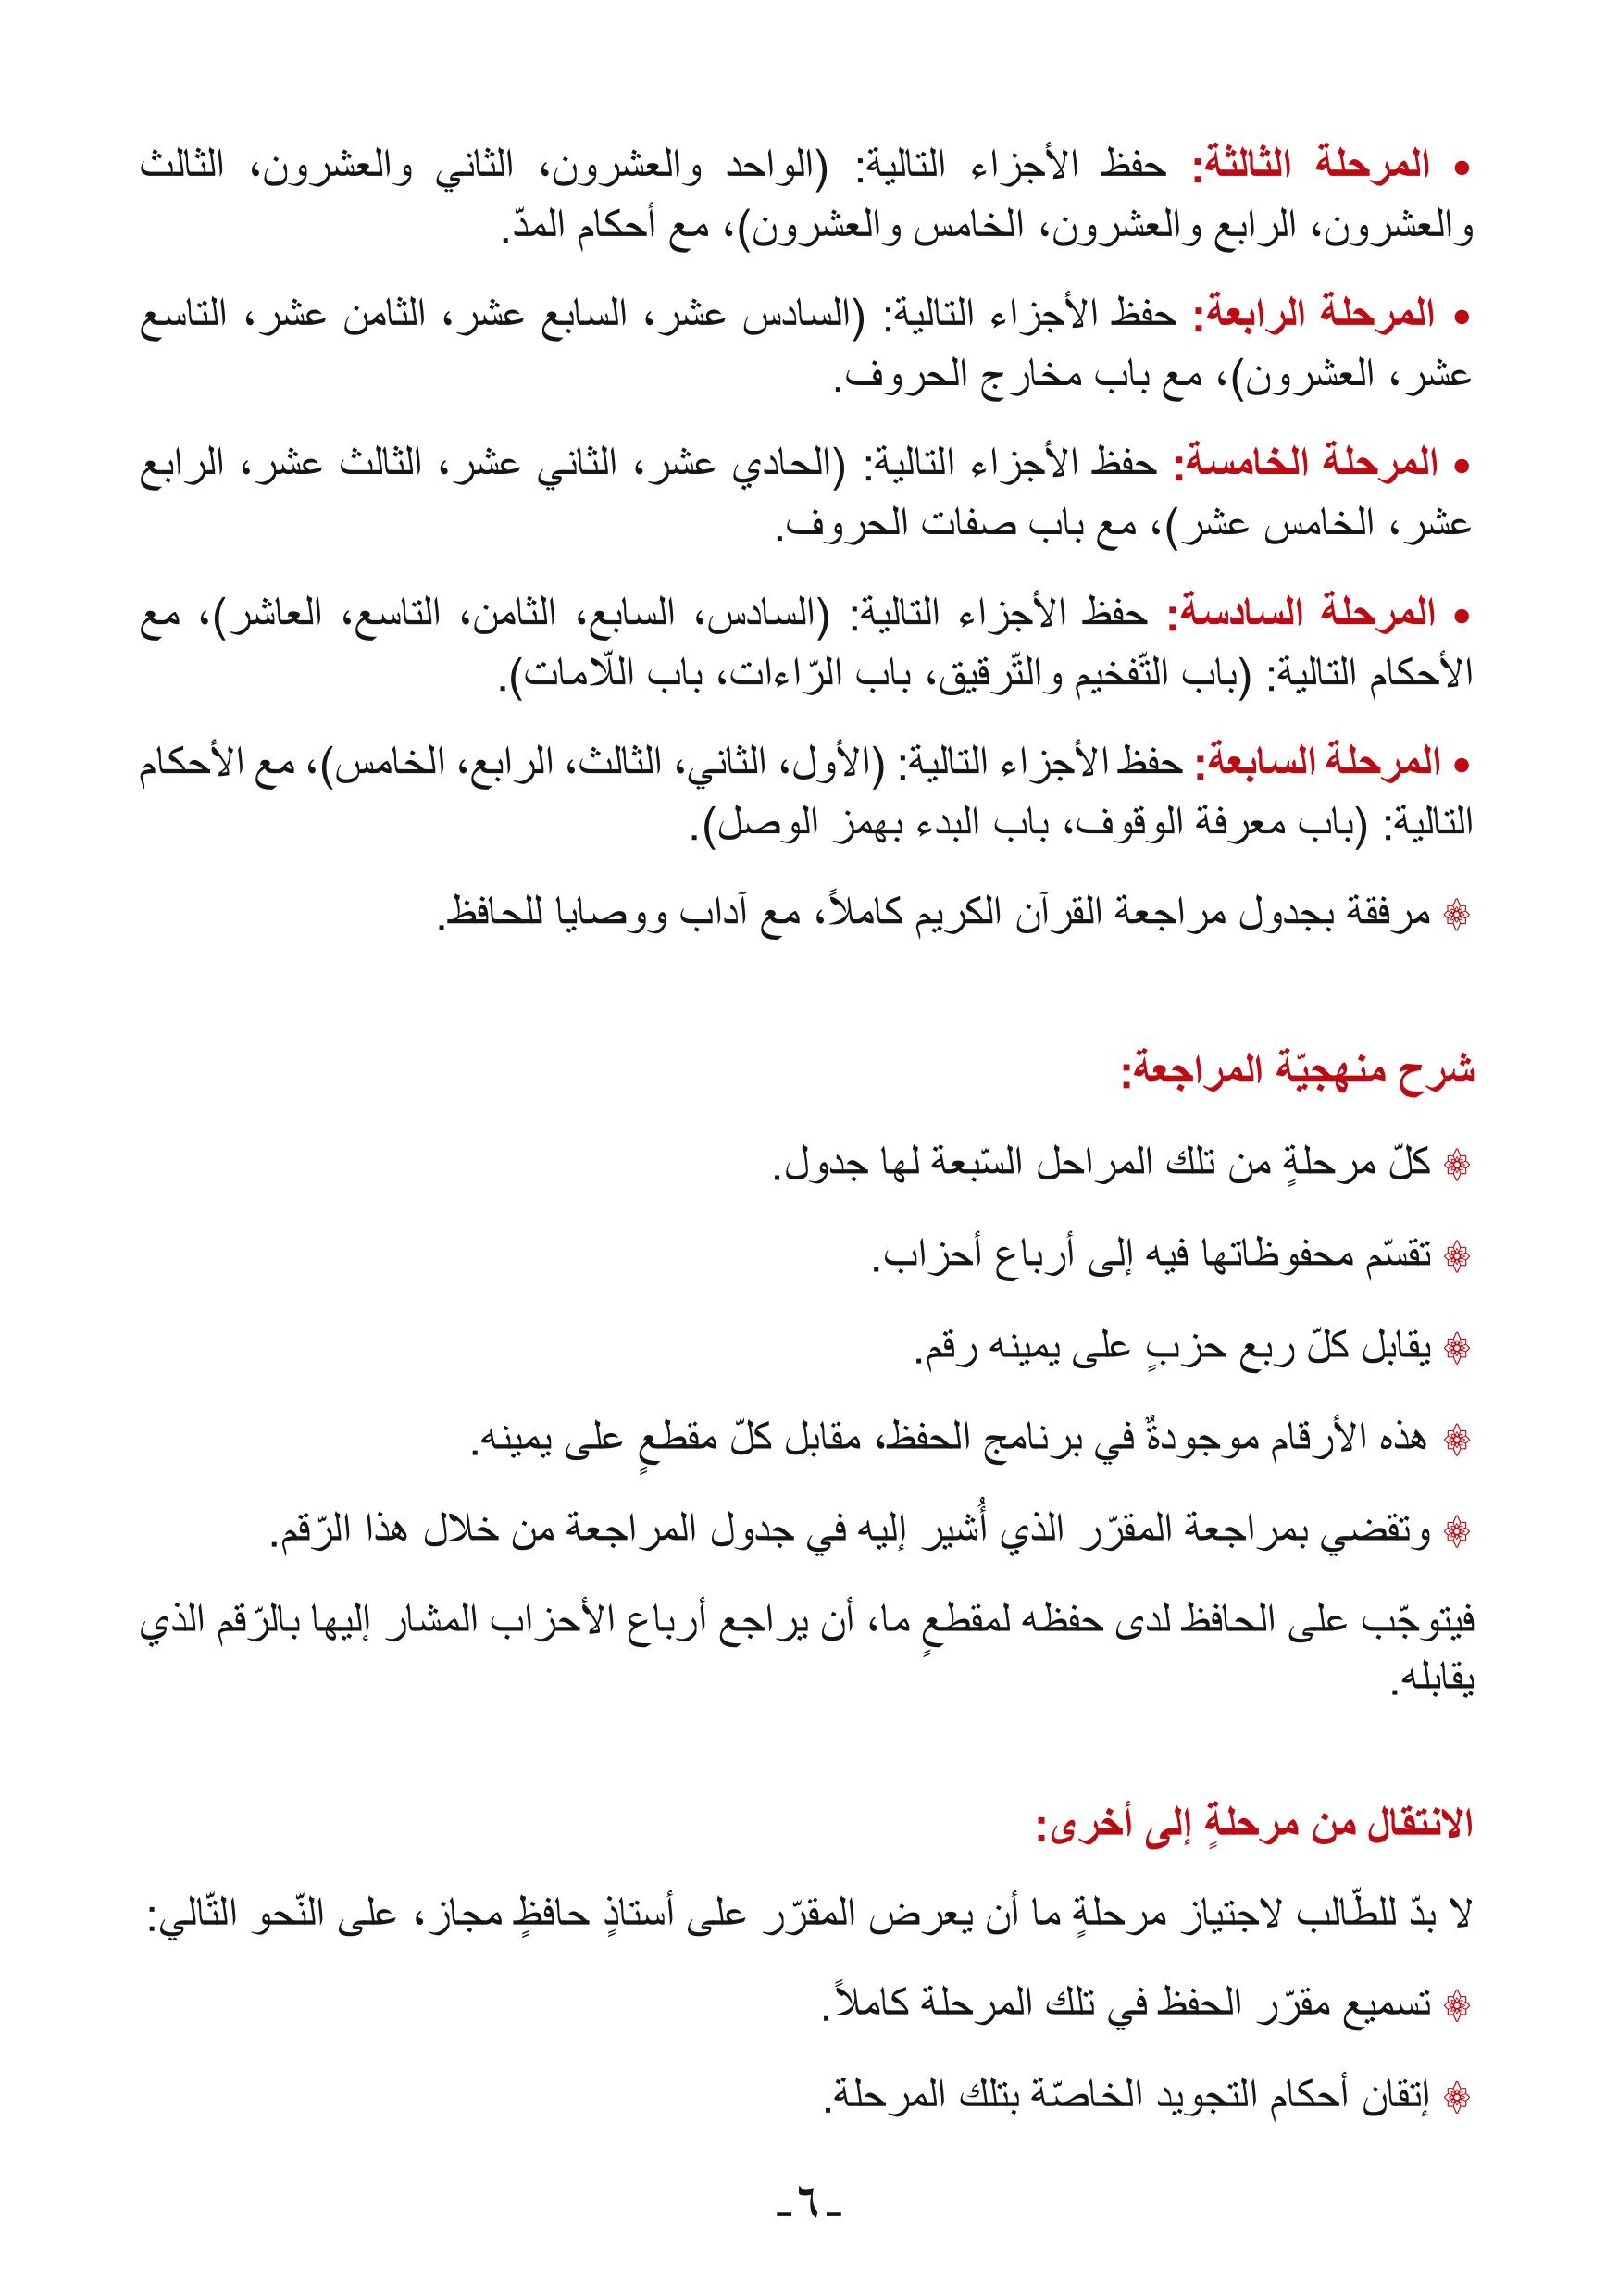 • المرحلة الثالثة: حفظ الأجزاء التالية: (الواحد والعشرون، الثاني والعشرون، الثالث
والعشرون، الرابع والعشرون، الخامس والعشرون)، مع أحكام المدّ.
• المرحلة الرابعة: حفظ الأجزاء التالية: (السادس عشر، السابع عشر، الثامن عشر، التاسع
عشر، العشرون)، مع باب مخارج الحروف.
• المرحلة الخامسة: حفظ الأجزاء التالية: (الحادي عشر، الثاني عشر، الثالث عشر، الرابع
عشر، الخامس عشر)، مع باب صفات الحروف.
• المرحلة السادسة: حفظ الأجزاء التالية: (السادس، السابع، الثامن، التاسع، العاشر)، مع
الأحكام التالية: (باب التّفخيم والتّرقيق، باب الرّاءات، باب اللّامات).
• المرحلة السابعة: حفظ الأجزاء التالية: (الأول، الثاني، الثالث، الرابع، الخامس)، مع الأحكام
التالية: (باب معرفة الوقوف، باب البدء بهمز الوصل).
مرفقة بجدول مراجعة القرآن الكريم كاملاً، مع آداب ووصايا للحافظ.
شرح منهجيّة المراجعة:
كلّ مرحلةٍ من تلك المراحل السّبعة لها جدول.
تقسّم محفوظاتها فيه إلى أرباع أحزاب.
يقابل كلّ ربع حزبٍ على يمينه رقم.
هذه الأرقام موجودةٌ في برنامج الحفظ، مقابل كلّ مقطعٍ على يمينه.
وتقضي بمراجعة المقرّر الذي أُشير إليه في جدول المراجعة من خلال هذا الرّقم.
فيتوجّب على الحافظ لدى حفظه لمقطعٍ ما، أن يراجع أرباع الأحزاب المشار إليها بالرّقم الذي
يقابله.
الانتقال من مرحلةٍ إلى أخرى:
لا بدّ للطّالب لاجتياز مرحلةٍ ما أن يعرض المقرّر على أستاذٍ حافظٍ مجاز، على النّحو التّالي:
تسميع مقرّر الحفظ في تلك المرحلة كاملاً.
إتقان أحكام التجويد الخاصّة بتلك المرحلة.
-٦-